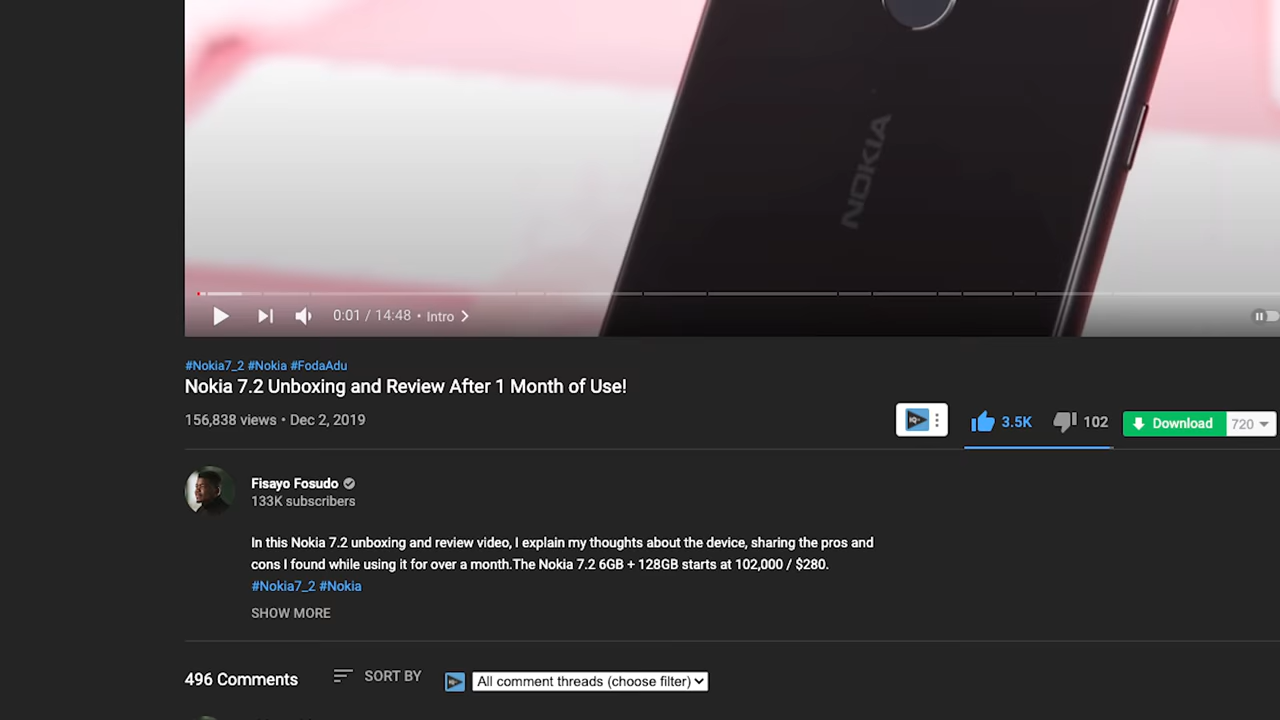 NOKIA
0:01 / 14:48 • Intro
#Nokia7_2 #Nokia #FodaAdu
Nokia 7.2 Unboxing and Review After 1 Month of Use!
156,838 views • Dec 2, 2019
3.5K
102
Download
720
Fisayo Fosudo
133K subscribers
In this Nokia 7.2 unboxing and review video, I explain my thoughts about the device, sharing the pros and
cons I found while using it for over a month.The Nokia 7.2 6GB + 128GB starts at 102,000 / $280.
#Nokia7_2 #Nokia
SHOW MORE
496 Comments
SORT BY
All comment threads (choose filter)